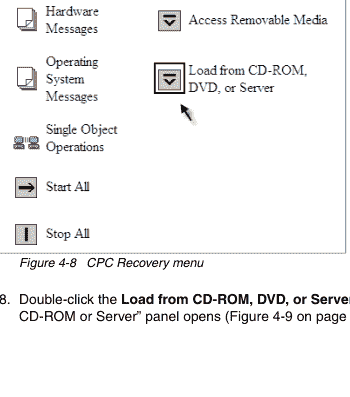 Hardware
Messages
Access Removable Media
Operating
System
Messages
Load from CD-ROM,
DVD, or Server
Single Object
Operations
Start All
Stop All
Figure 4-8 CPC Recovery menu
8. Double-click the Load from CD-ROM, DVD, or Server
CD-ROM or Server” panel opens (Figure 4-9 on page